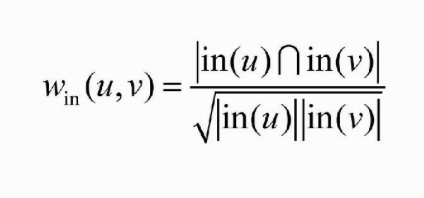 w_in (u,v) = |in(u)⋂in(v)| / √|in(u)||in(v)|